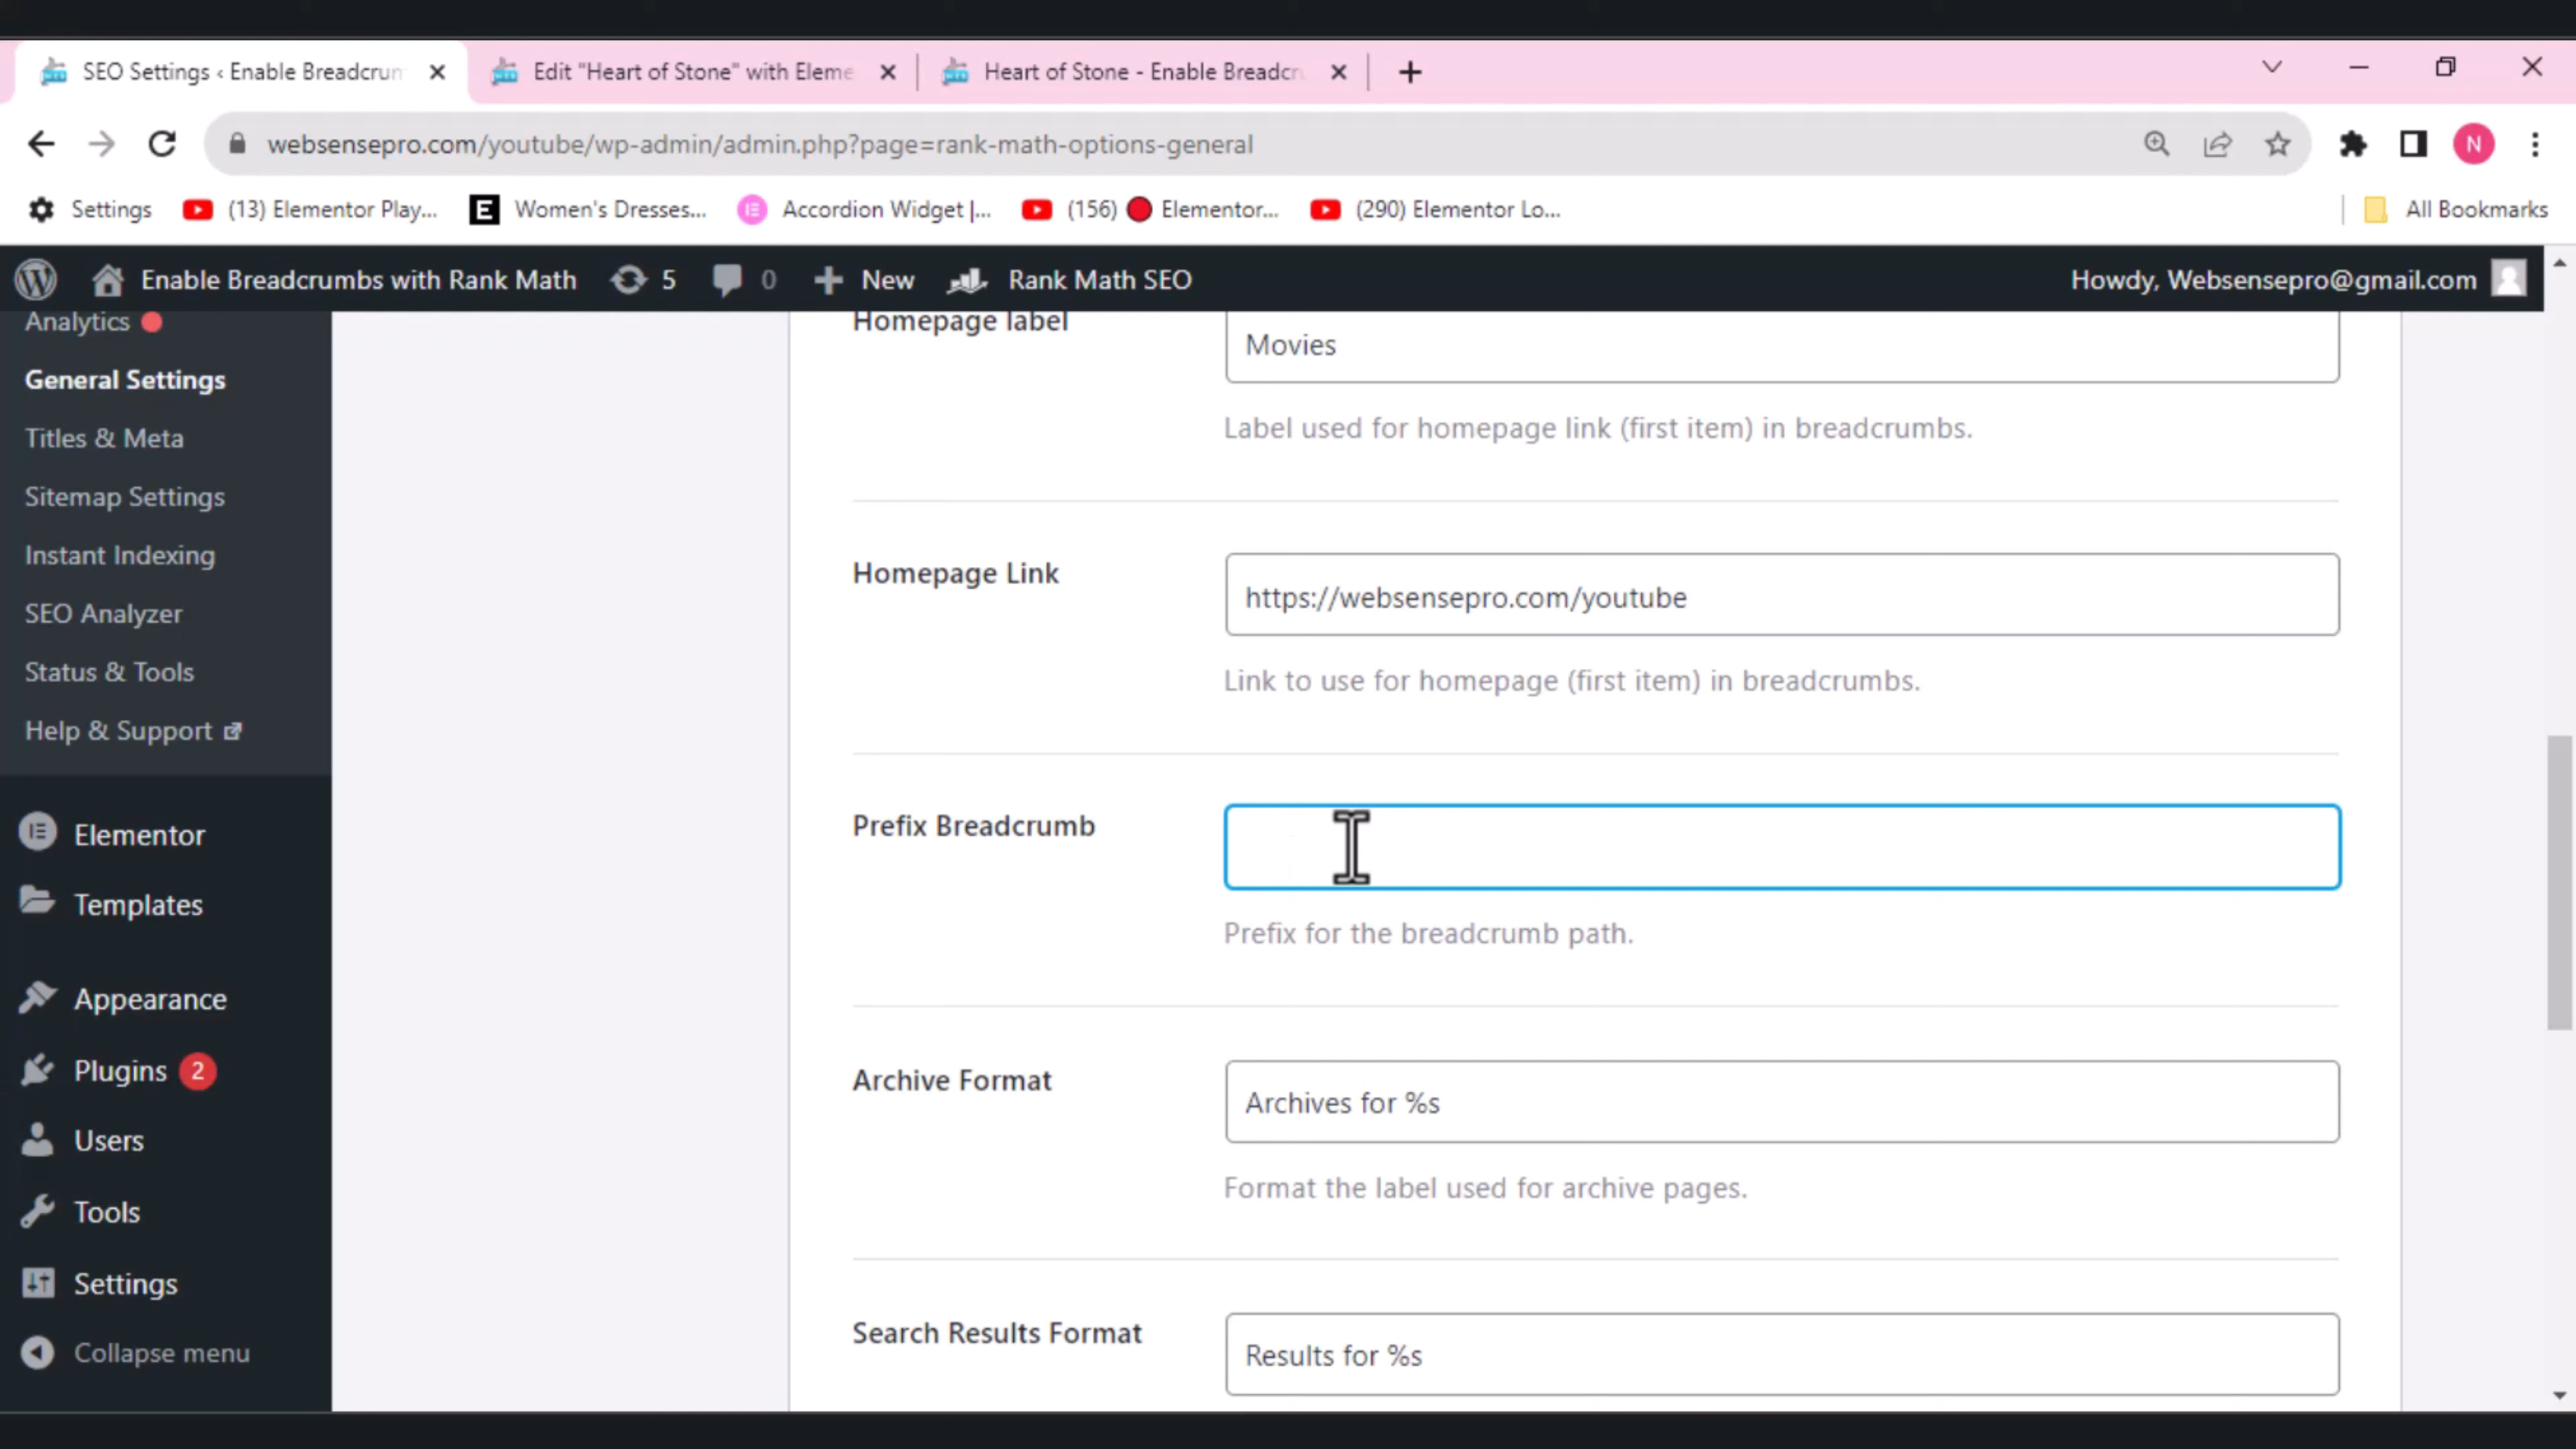 SEO Settings ‹ Enable Breadcrum
Edit "Heart of Stone" with Eleme
Heart of Stone - Enable Breadcr
websensepro.com/youtube/wp-admin/admin.php?page=rank-math-options-general
N
Settings
(13) Elementor Play...
E
Women's Dresses...
Accordion Widget |...
(156)
Elementor...
(290) Elementor Lo...
All Bookmarks
Enable Breadcrumbs with Rank Math
5
0
New
Rank Math SEO
Howdy, Websensepro@gmail.com
Analytics
General Settings
Titles & Meta
Sitemap Settings
Instant Indexing
SEO Analyzer
Status & Tools
Help & Support
Elementor
Templates
Appearance
Plugins 2
Users
Tools
Settings
Collapse menu
Homepage label
Movies
Label used for homepage link (first item) in breadcrumbs.
Homepage Link
https://websensepro.com/youtube
Link to use for homepage (first item) in breadcrumbs.
Prefix Breadcrumb
Prefix for the breadcrumb path.
Archive Format
Archives for %s
Format the label used for archive pages.
Search Results Format
Results for %s